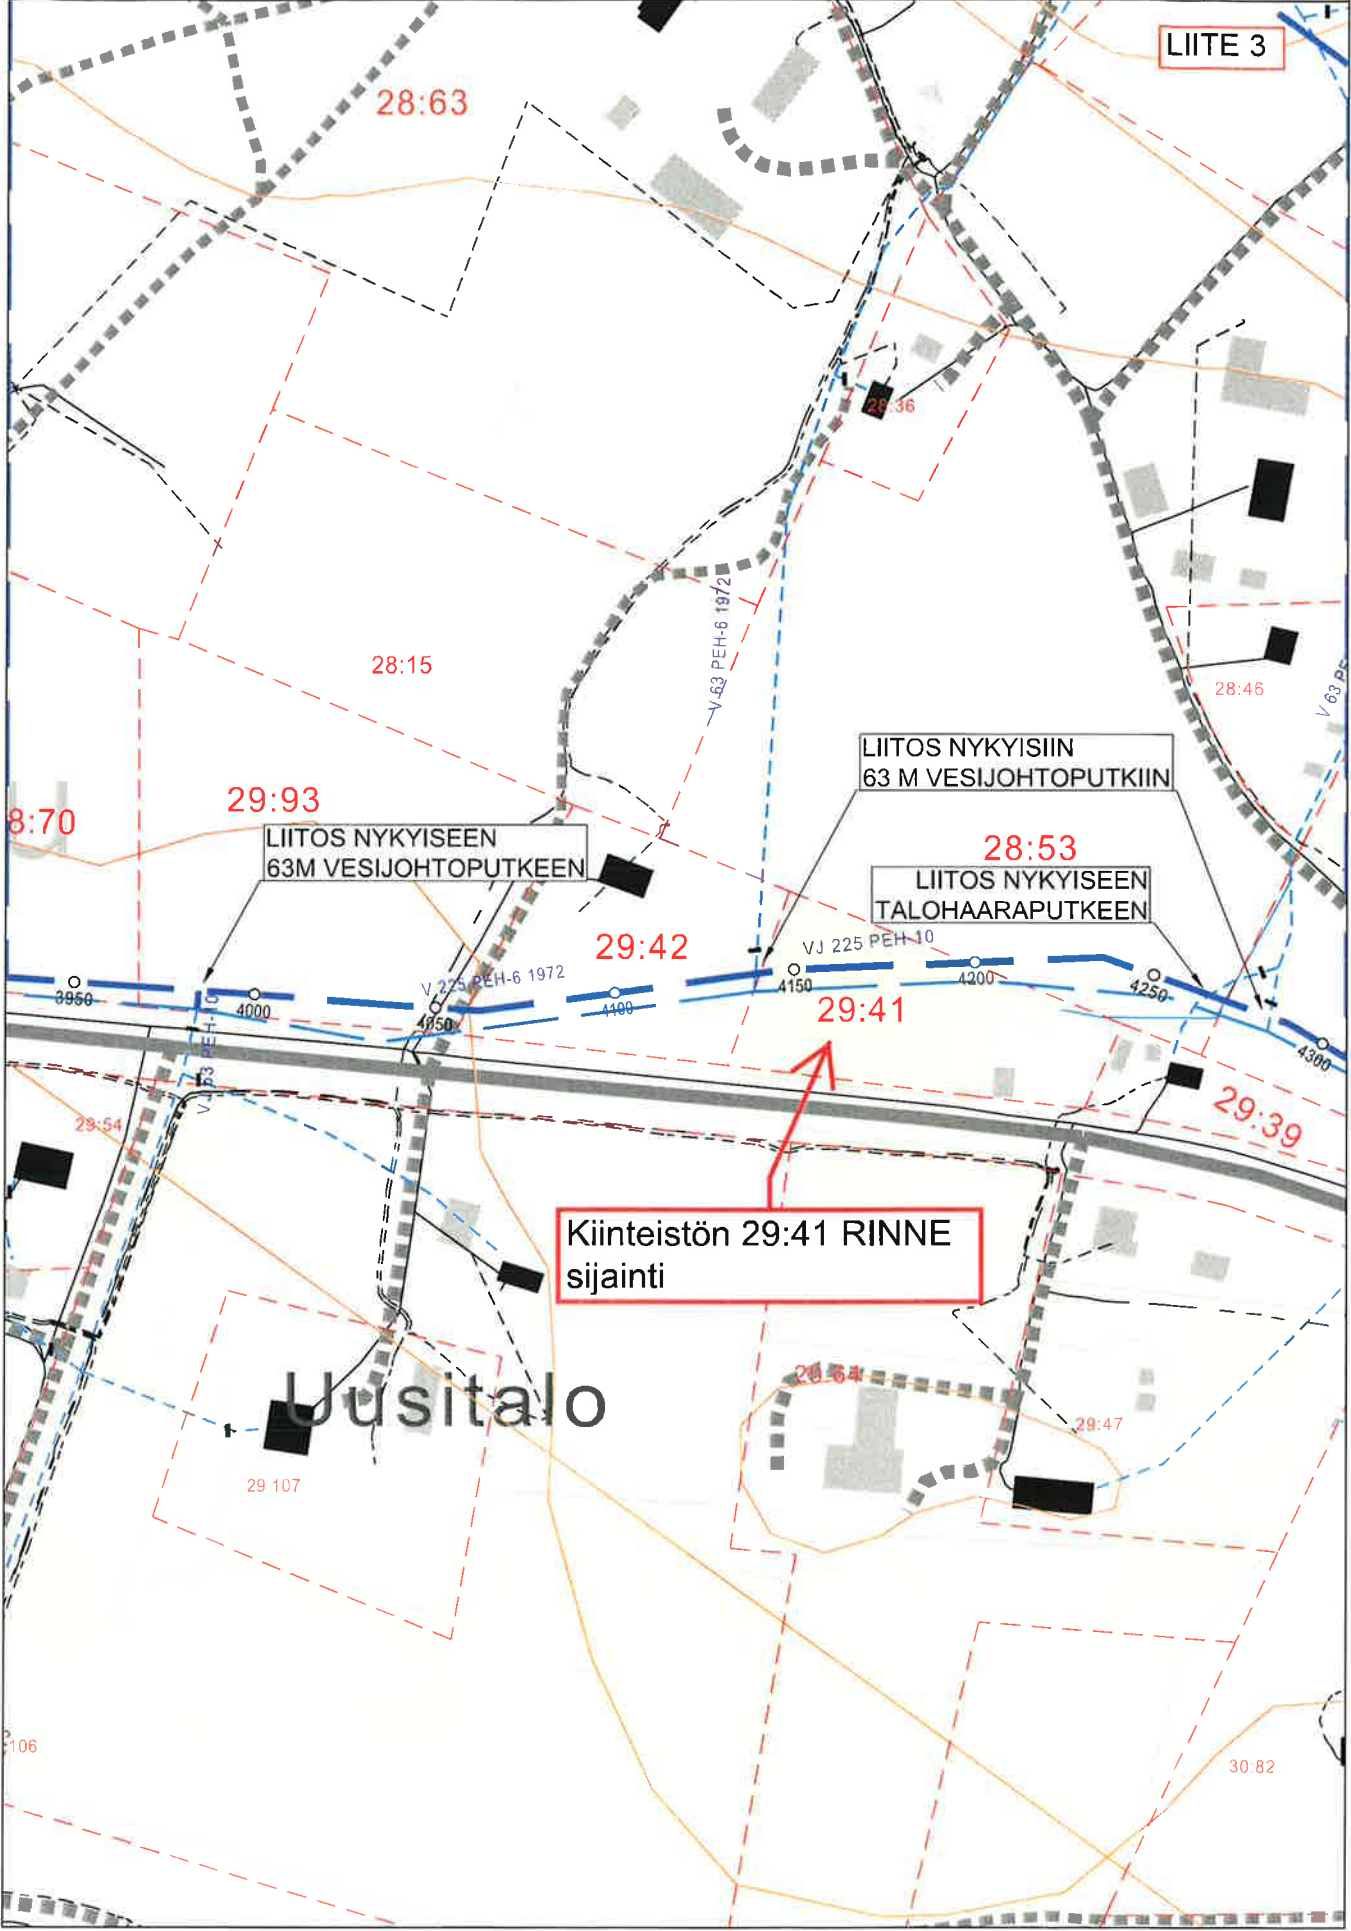 LIITE 3
28:63
28:36
V 63 PEH-6 1972
28:15
28:46
LIITOS NYKYISIIN
63 M VESIJOHTOPUTKIIN
29:93
8:70
LIITOS NYKYISEEN
63M VESIJOHTOPUTKEEN
28:53
LIITOS NYKYISEEN
TALOHAARAPUTKEEN
29:42
VJ 225 PEH-10
V 225 PEH-6 1972
3950
4000
4050
4100
4150
4200
4250
4300
29:41
29:39
29:54
Kiinteistön 29:41 RINNE
sijainti
Uusitalo
29:47
29 107
106
30:82